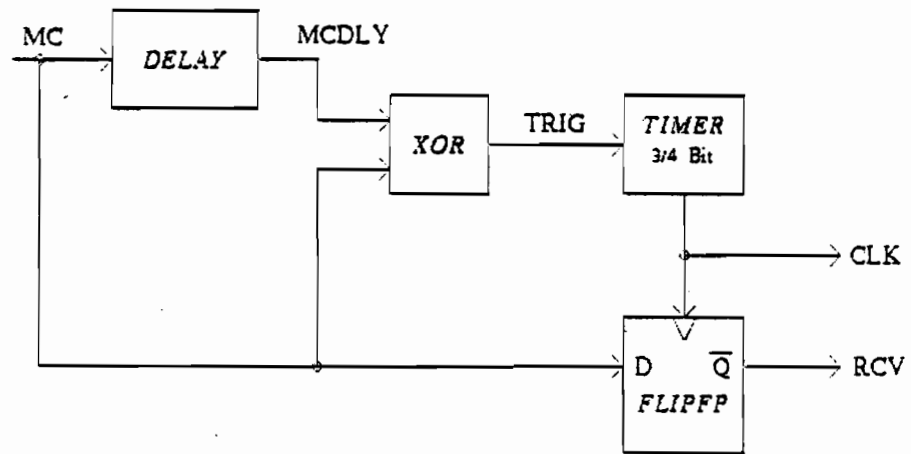 MC
DELAY
MCDLY
XOR
TRIG
TIMER
3/4 Bit
CLK
D
Q̅
RCV
FLIPFP